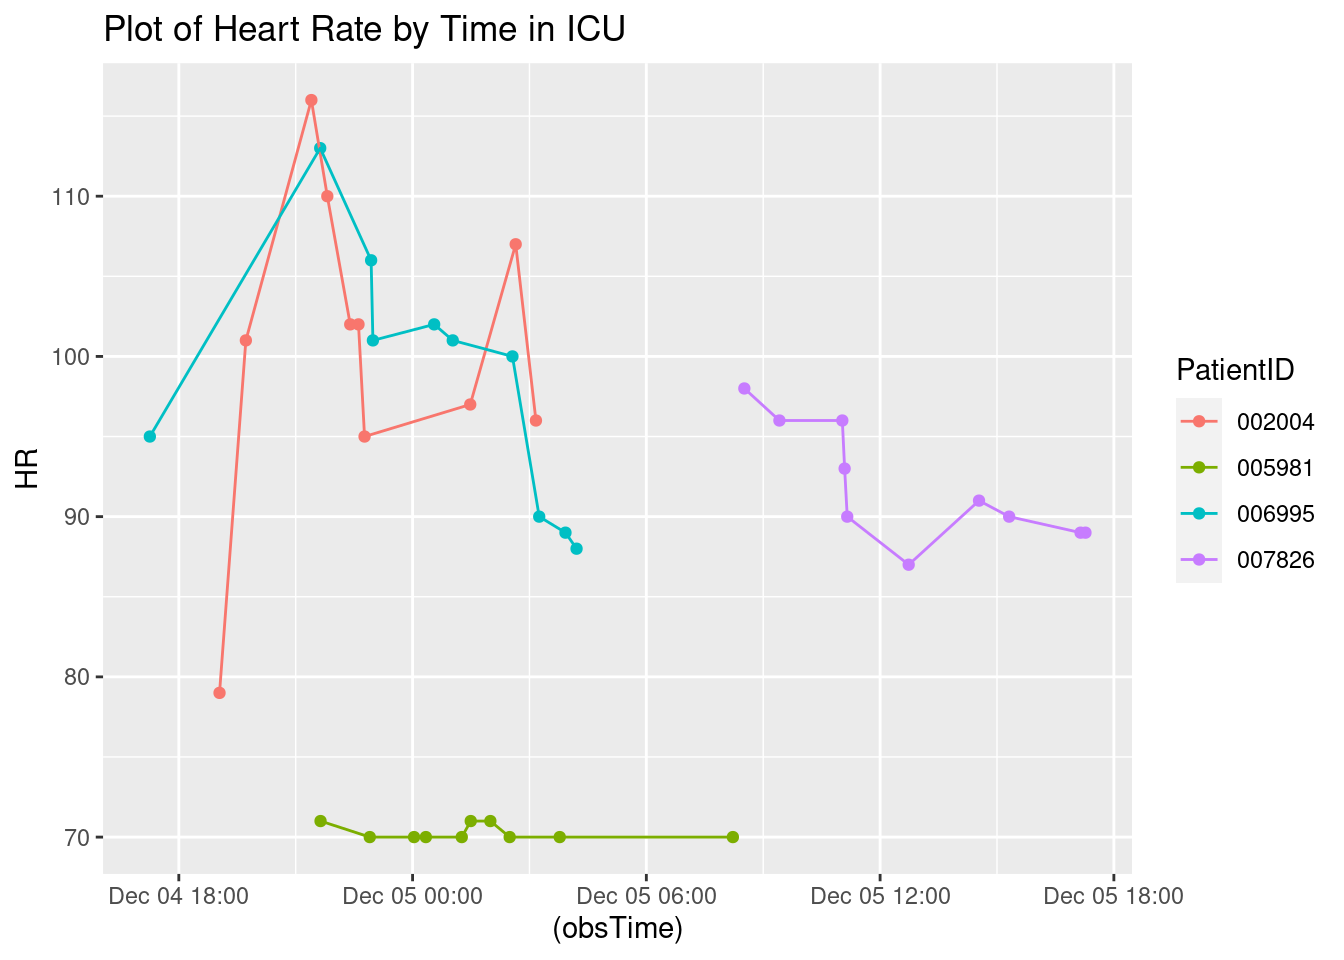 Plot of Heart Rate by Time in ICU
110
100
90
80
70
HR
Dec 04 18:00 Dec 05 00:00 Dec 05 06:00 Dec 05 12:00 Dec 05 18:00
(obsTime)
PatientID
002004
005981
006995
007826